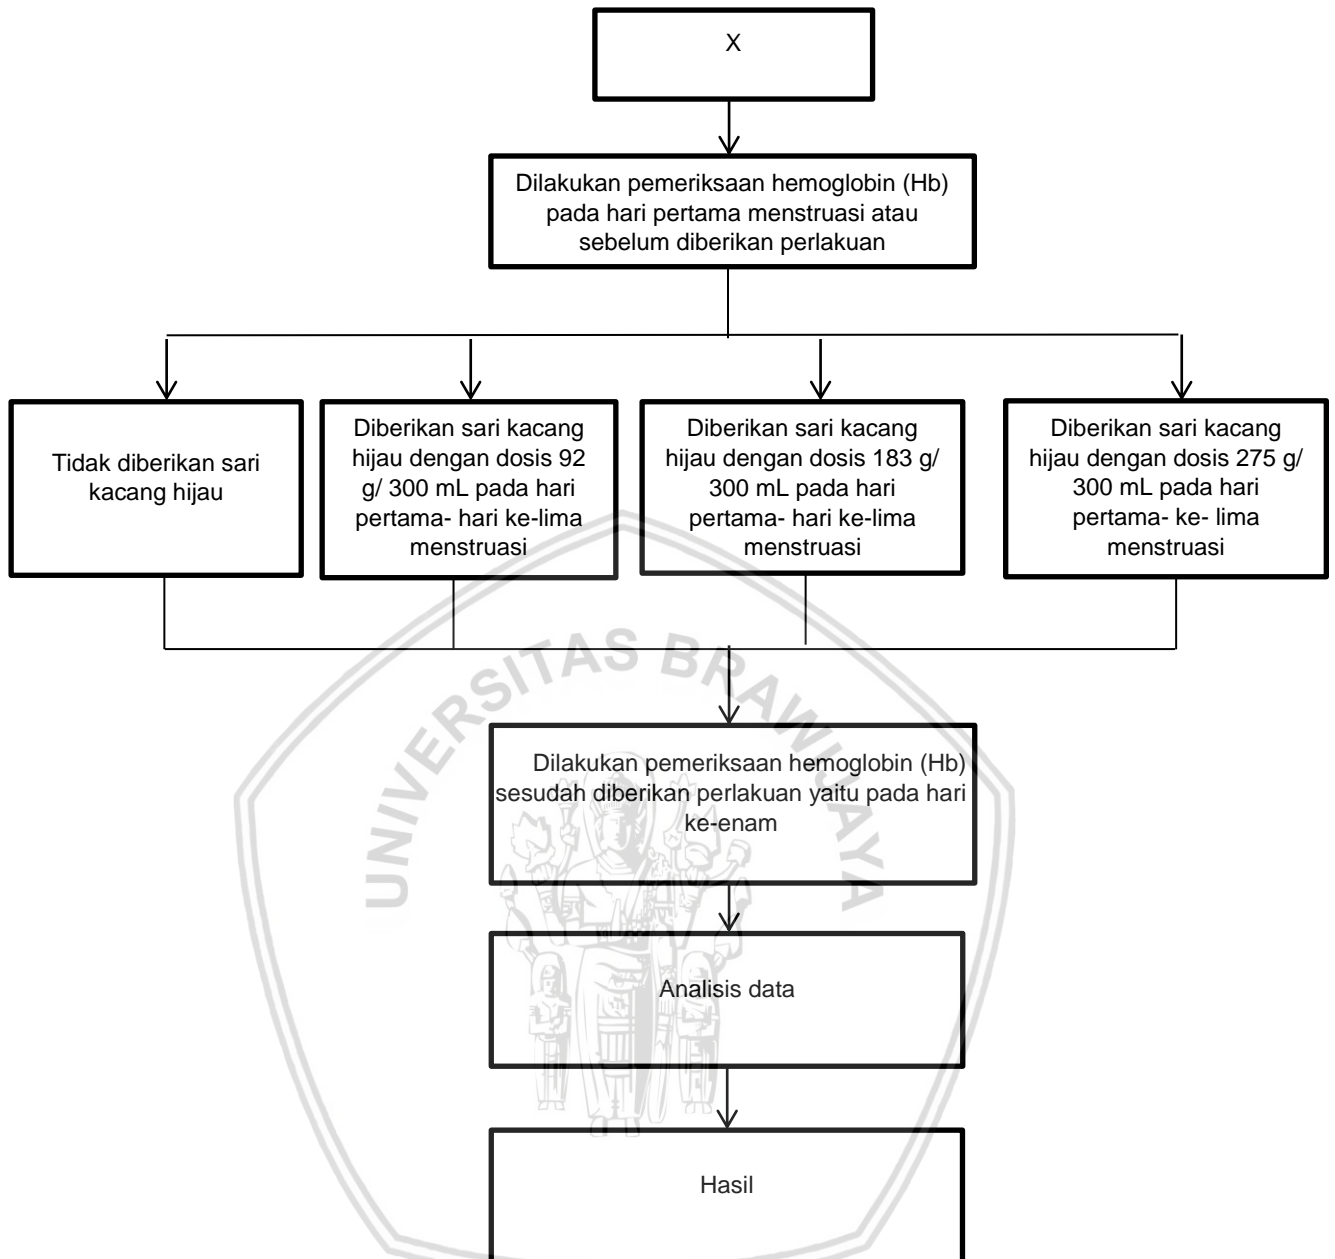 X
Dilakukan pemeriksaan hemoglobin (Hb)
pada hari pertama menstruasi atau
sebelum diberikan perlakuan
Tidak diberikan sari
kacang hijau
Diberikan sari kacang
hijau dengan dosis 92
g/ 300 mL pada hari
pertama- hari ke-lima
menstruasi
Diberikan sari kacang
hijau dengan dosis 183 g/
300 mL pada hari
pertama- hari ke-lima
menstruasi
Diberikan sari kacang
hijau dengan dosis 275 g/
300 mL pada hari
pertama- ke- lima
menstruasi
UNIVERSITAS BRAWIJAYA
Dilakukan pemeriksaan hemoglobin (Hb)
sesudah diberikan perlakuan yaitu pada hari
ke-enam
Analisis data
Hasil